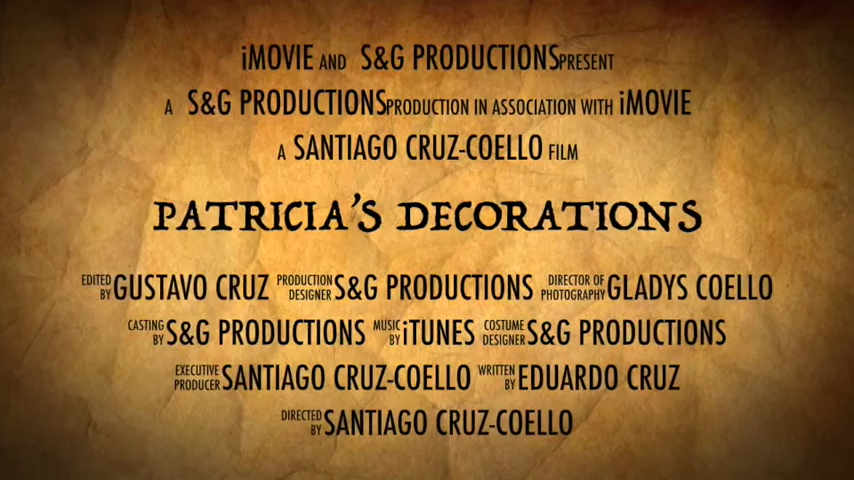 iMOVIE AND S&G PRODUCTIONS PRESENT
A S&G PRODUCTIONS PRODUCTION IN ASSOCIATION WITH iMOVIE
A SANTIAGO CRUZ-COELLO FILM
PATRICIA'S DECORATIONS
EDITED BY GUSTAVO CRUZ PRODUCTION DESIGNER S&G PRODUCTIONS DIRECTOR OF PHOTOGRAPHY GLADYS COELLO
CASTING BY S&G PRODUCTIONS MUSIC BY iTUNES COSTUME DESIGNER S&G PRODUCTIONS
EXECUTIVE PRODUCER SANTIAGO CRUZ-COELLO WRITTEN BY EDUARDO CRUZ
DIRECTED BY SANTIAGO CRUZ-COELLO